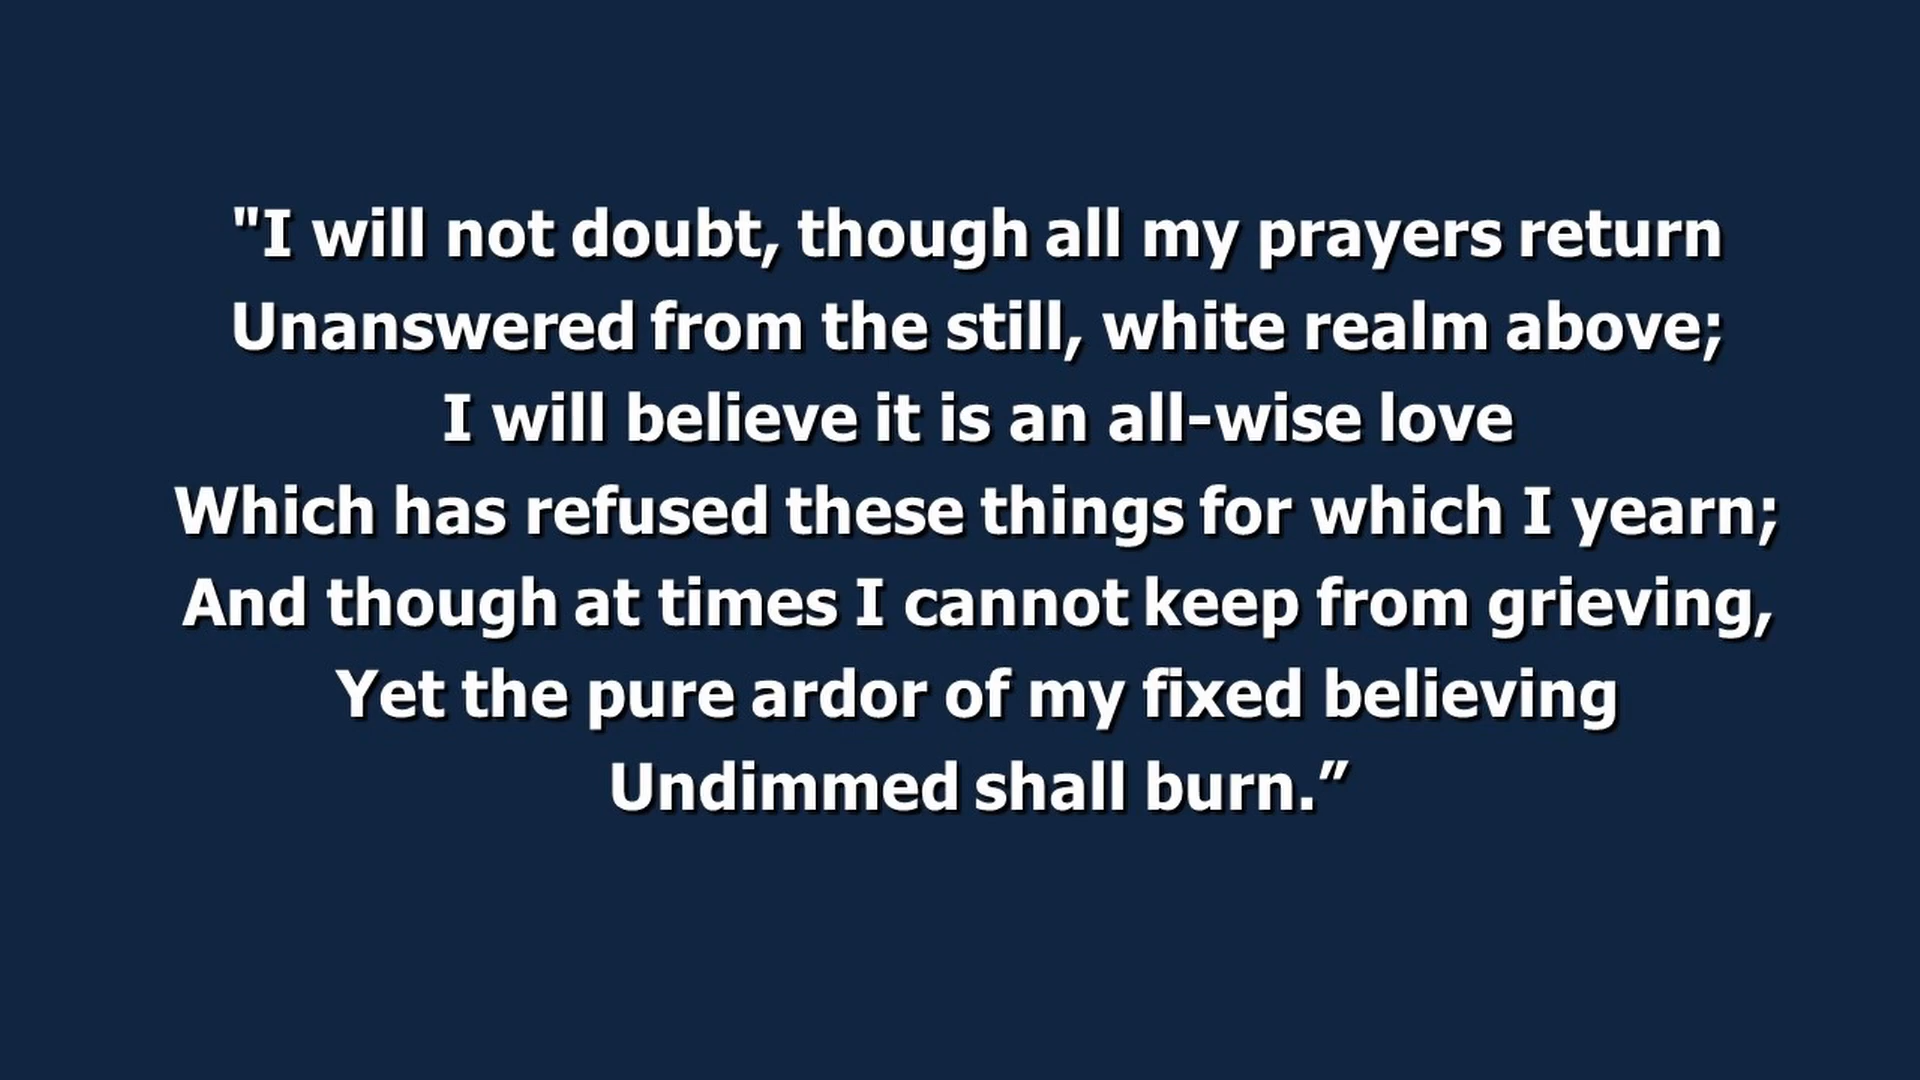 "I will not doubt, though all my prayers return
Unanswered from the still, white realm above;
I will believe it is an all-wise love
Which has refused these things for which I yearn;
And though at times I cannot keep from grieving,
Yet the pure ardor of my fixed believing
Undimmed shall burn.”